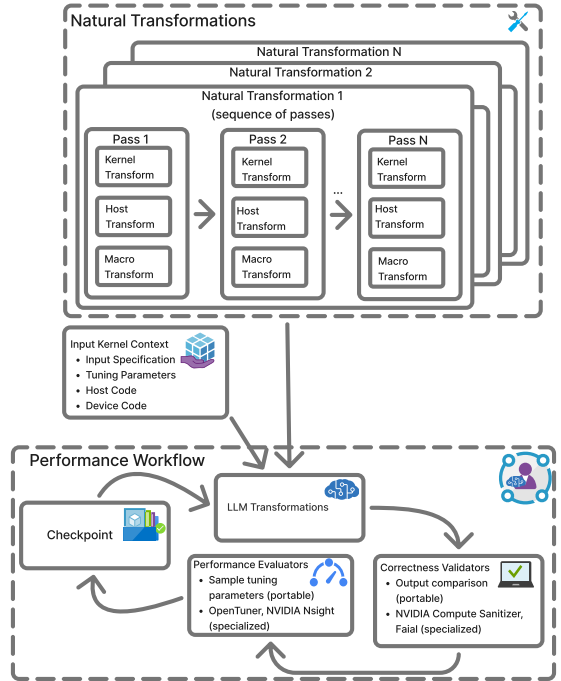 Natural Transformations
Natural Transformation N
Natural Transformation 2
Natural Transformation 1
(sequence of passes)
Pass 1
Kernel
Transform
Host
Transform
Macro
Transform
Pass 2
Kernel
Transform
Host
Transform
Macro
Transform
...
Pass N
Kernel
Transform
Host
Transform
Macro
Transform
Input Kernel Context
• Input Specification
• Tuning Parameters
• Host Code
• Device Code
Performance Workflow
LLM Transformations
Checkpoint
Performance Evaluators
• Sample tuning
parameters (portable)
• OpenTuner, NVIDIA Nsight
(specialized)
Correctness Validators
• Output comparison
(portable)
• NVIDIA Compute Sanitizer,
Faial (specialized)